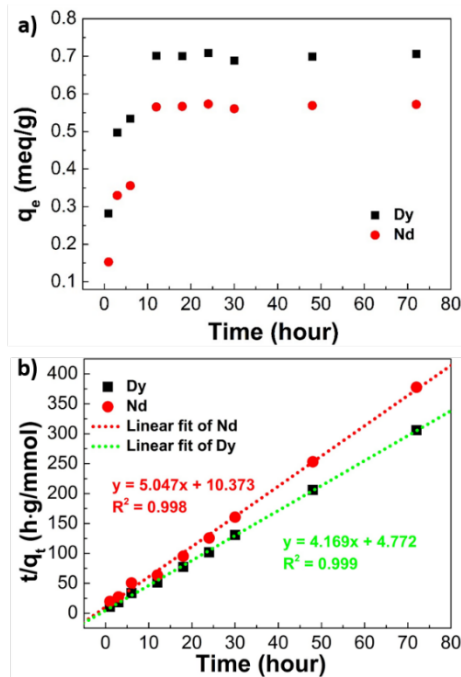 a)
0.9
0.8
0.7
0.6
0.5
0.4
0.3
0.2
0.1
qe (meq/g)
Dy
Nd
0 10 20 30 40 50 60 70 80
Time (hour)
b)
400
350
300
250
200
150
100
50
0
t/qt (h·g/mmol)
Dy
Nd
Linear fit of Nd
Linear fit of Dy
y = 5.047x + 10.373
R² = 0.998
y = 4.169x + 4.772
R² = 0.999
0 10 20 30 40 50 60 70 80
Time (hour)